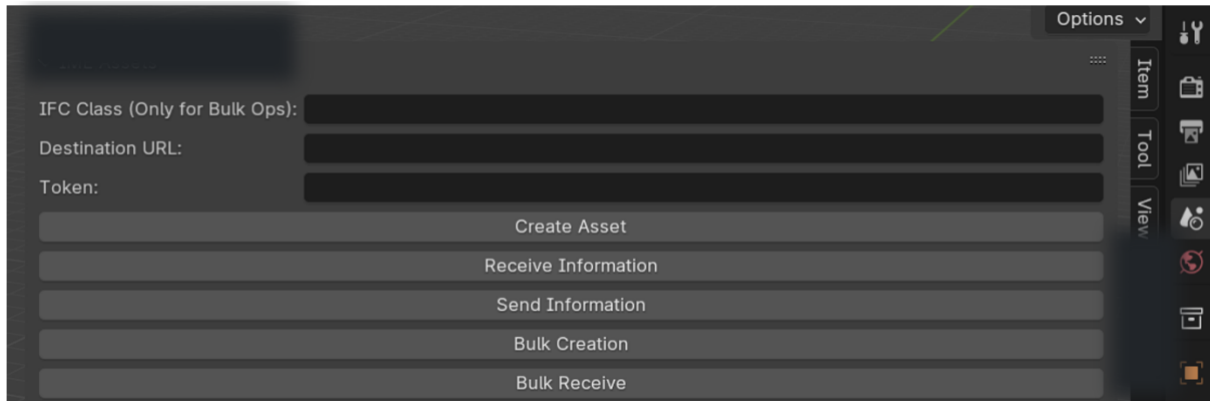 Options
Item
IFC Class (Only for Bulk Ops):
Destination URL:
Tool
Token:
View
Create Asset
Receive Information
Send Information
Bulk Creation
Bulk Receive